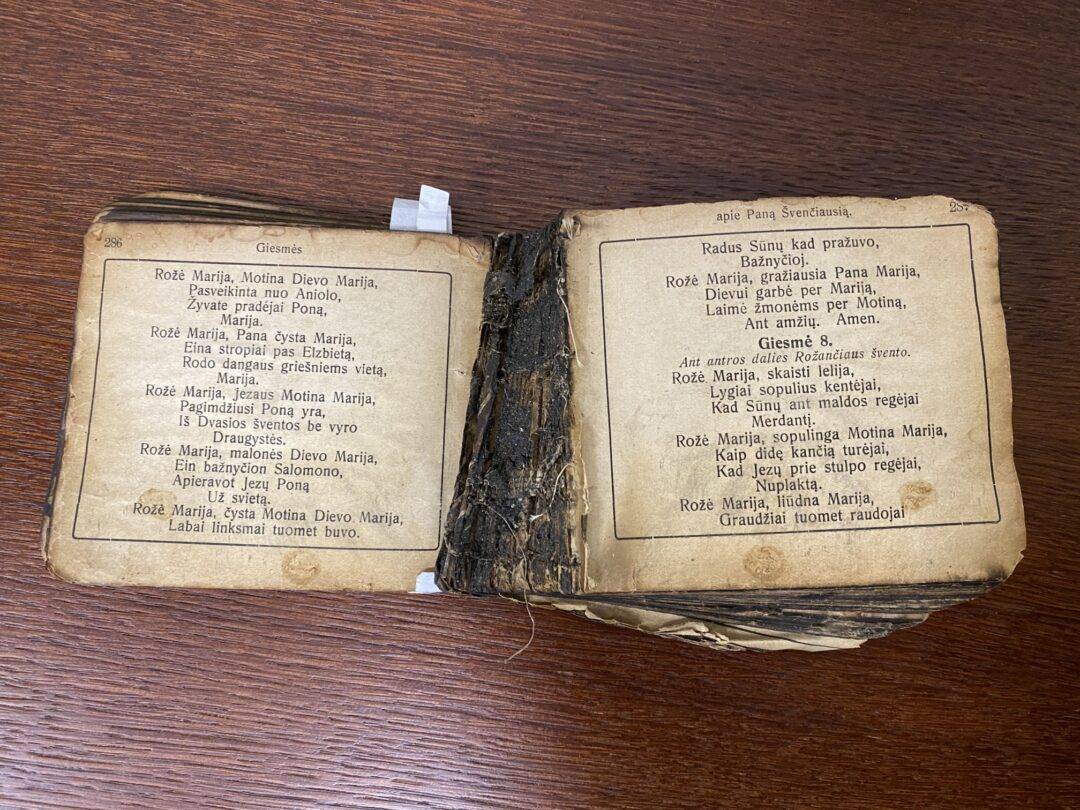 286
Giesmės
Rožė Marija, Motina Dievo Marija,
Pasveikinta nuo Aniolo,
Žyvate pradėjai Poną,
Marija.
Rožė Marija, Pana čysta Marija,
Eina stropiai pas Elzbietą,
Rodo dangaus griešniems vietą,
Marija.
Rožė Marija, Jezaus Motina Marija,
Pagimdžiusi Poną yra,
Iš Dvasios šventos be vyro
Draugystės.
Rožė Marija, malonės Dievo Marija,
Ein bažnyčion Salomono,
Apieravot Jezų Poną
Už svietą.
Rožė Marija, čysta Motina Dievo Marija,
Labai linksmai tuomet buvo.
apie Paną Švenčiausią.
Radus Sūnų kad pražuvo,
Bažnyčioj.
Rožė Marija, gražiausia Pana Marija,
Dievui garbė per Mariją,
Laimė žmonėms per Motiną,
Ant amžių. Amen.
Giesmė 8.
Ant antros dalies Rožančiaus švento.
Rožė Marija, skaisti lelija,
Lygiai sopulius kentėjai,
Kad Sūnų ant maldos regėjai
Merdantį.
Rožė Marija, sopulinga Motina Marija,
Kaip didę kančią turėjai,
Kad Jezų prie stulpo regėjai,
Nuplaktą.
Rožė Marija, liūdna Marija,
Graudžiai tuomet raudojai